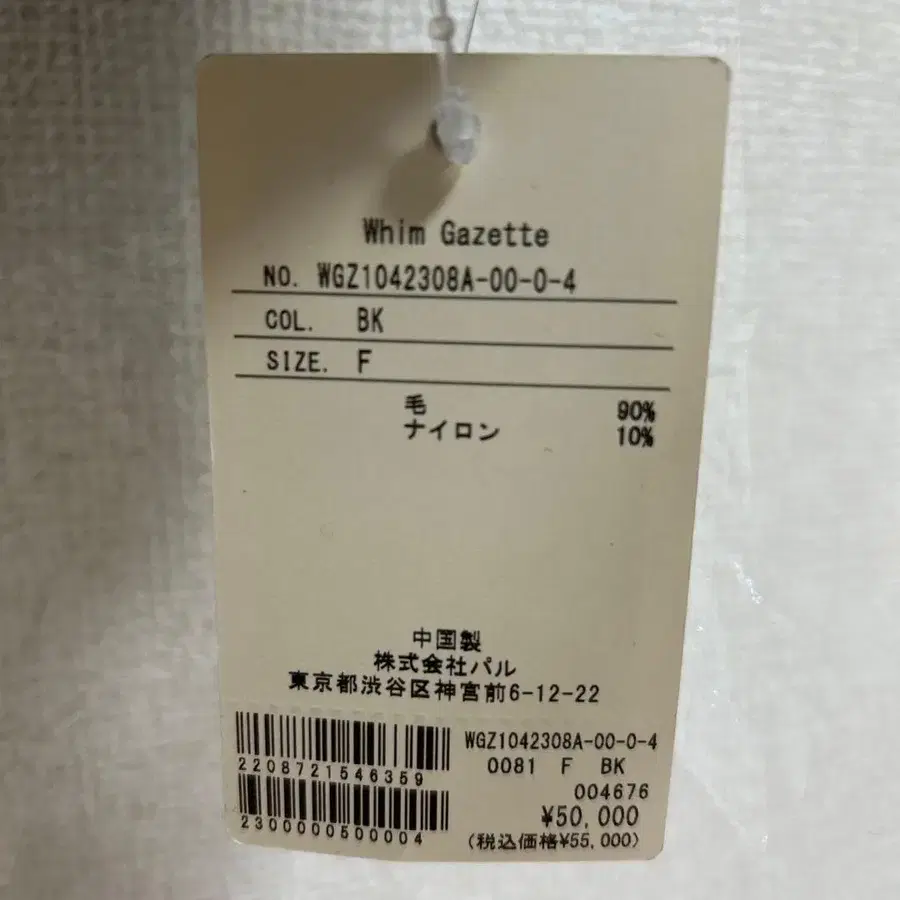 Whim Gazette
NO. WGZ1042308A-00-0-4
COL. BK
SIZE. F
毛 90%
ナイロン 10%
中国製
株式会社パル
東京都渋谷区神宮前6-12-22
2208721546359
2300000500004
WGZ1042308A-00-0-4
0081 F BK
004676
¥50,000
(税込価格¥55,000)